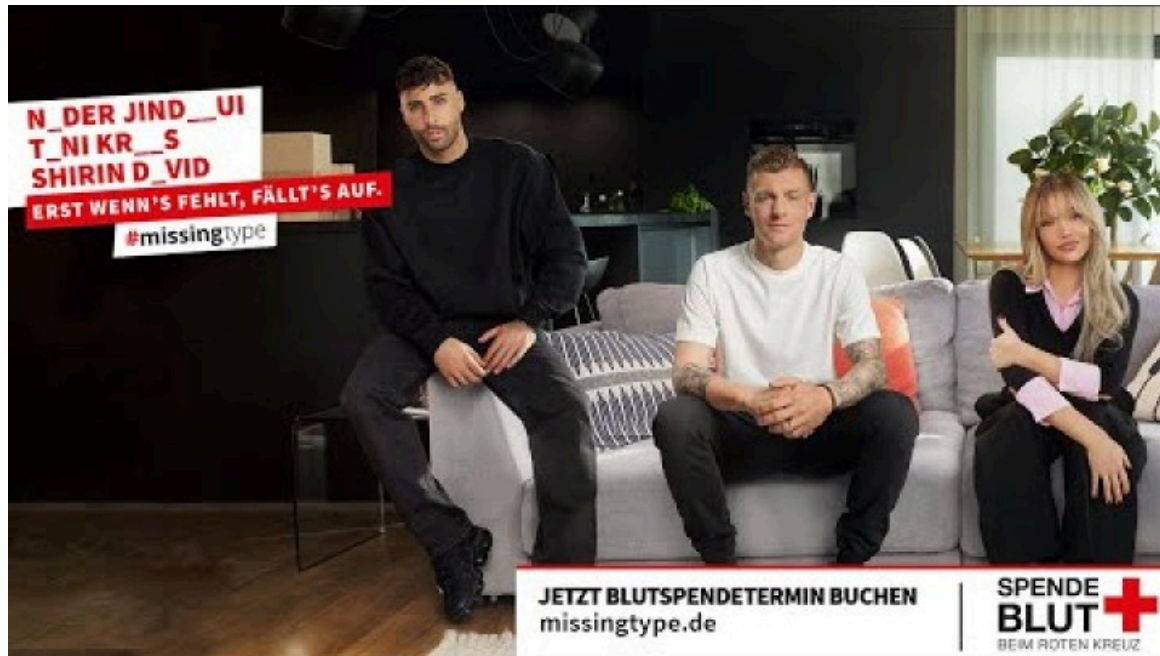 N_DER JIND__UI
T_NI KR__S
SHIRIN D_VID
ERST WENN'S FEHLT, FÄLLT'S AUF.
#missingtype
JETZT BLUTSPENDETERMIN BUCHEN
missingtype.de
SPENDE
BLUT
BEIM ROTEN KREUZ